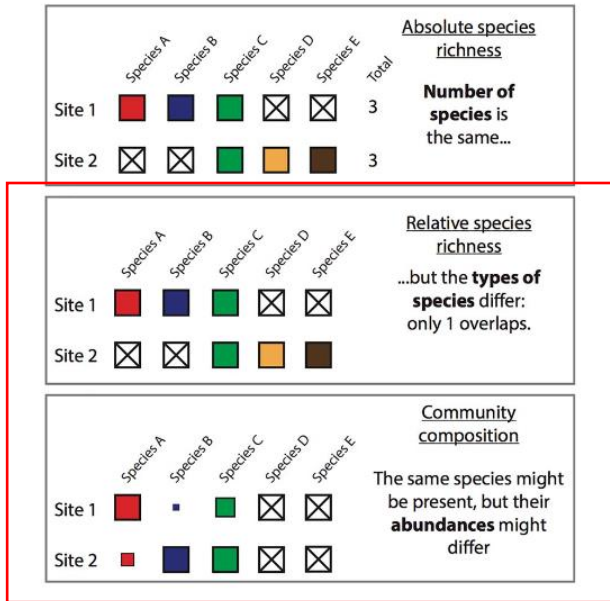 Species A
Species B
Species C
Species D
Species E
Total
Absolute species
richness
Site 1
3
Number of
species is
the same...
Site 2
3
Species A
Species B
Species C
Species D
Species E
Relative species
richness
Site 1
...but the types of
species differ:
only 1 overlaps.
Site 2
Species A
Species B
Species C
Species D
Species E
Community
composition
Site 1
The same species might
be present, but their
abundances might
differ
Site 2